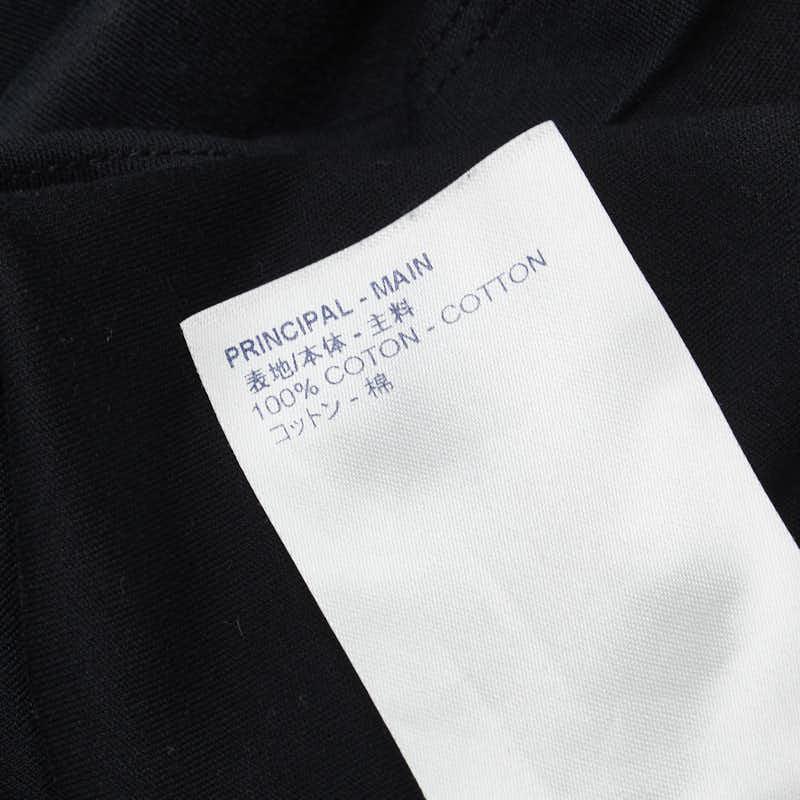 PRINCIPAL - MAIN
表地/本体 - 主料
100% COTON - COTTON
コットン - 棉